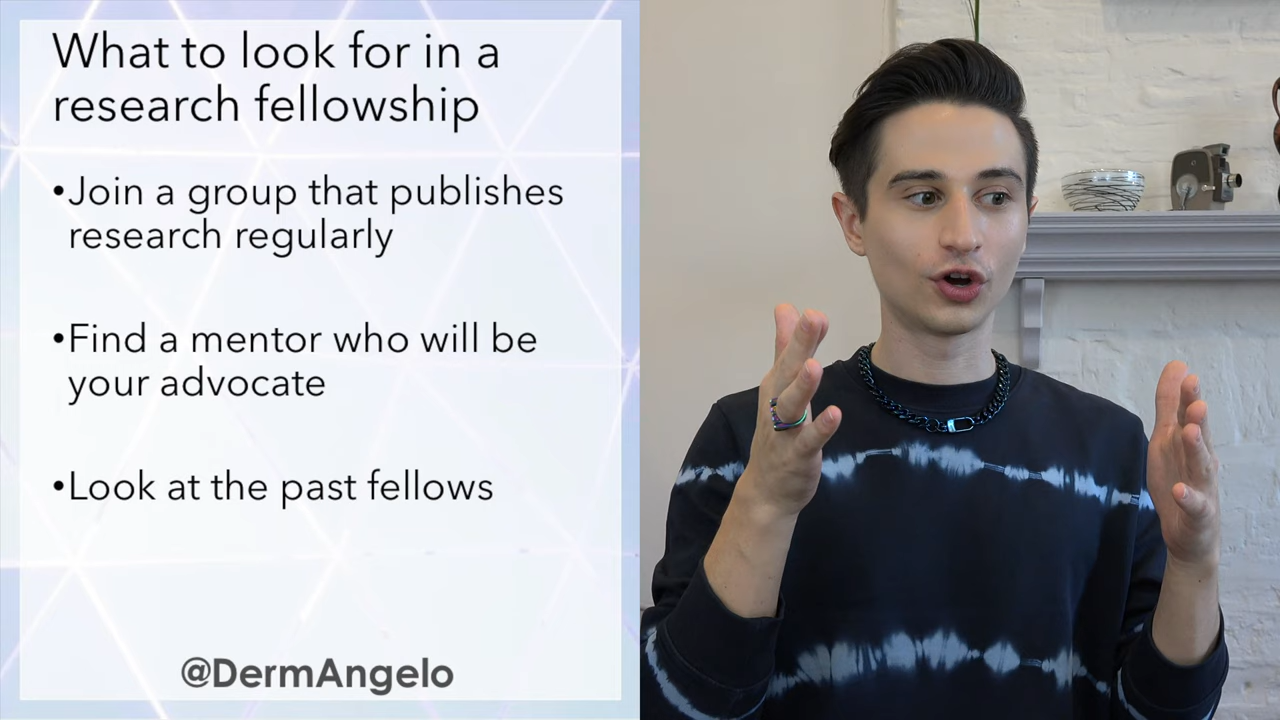 What to look for in a
research fellowship
•Join a group that publishes
research regularly
•Find a mentor who will be
your advocate
•Look at the past fellows
@DermAngelo